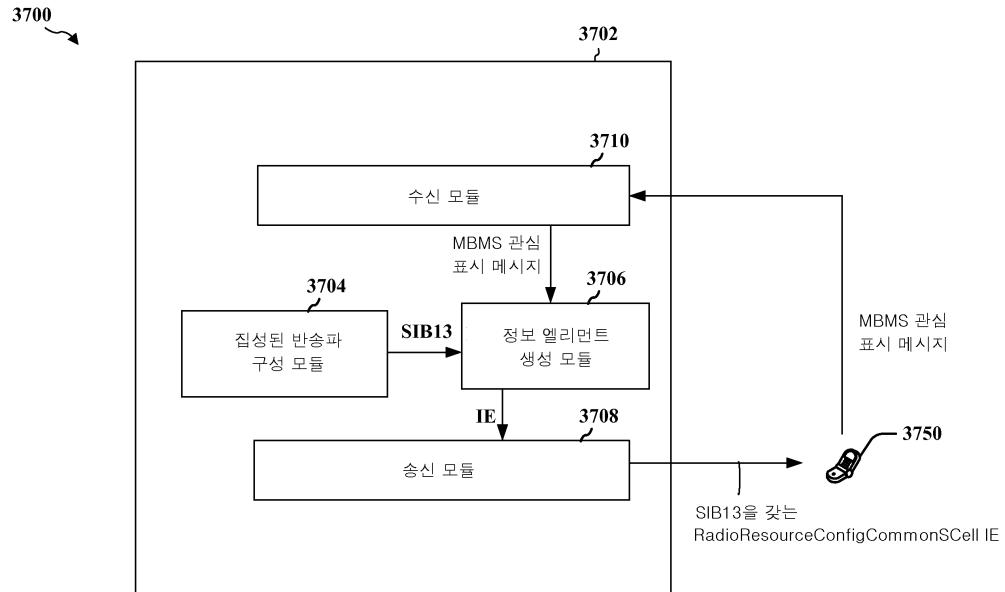 3700
3702
3710
수신 모듈
MBMS 관심
표시 메시지
3704
3706
집성된 반송파
구성 모듈
SIB13
정보 엘리먼트
생성 모듈
MBMS 관심
표시 메시지
IE
3708
송신 모듈
3750
SIB13을 갖는
RadioResourceConfigCommonSCell IE